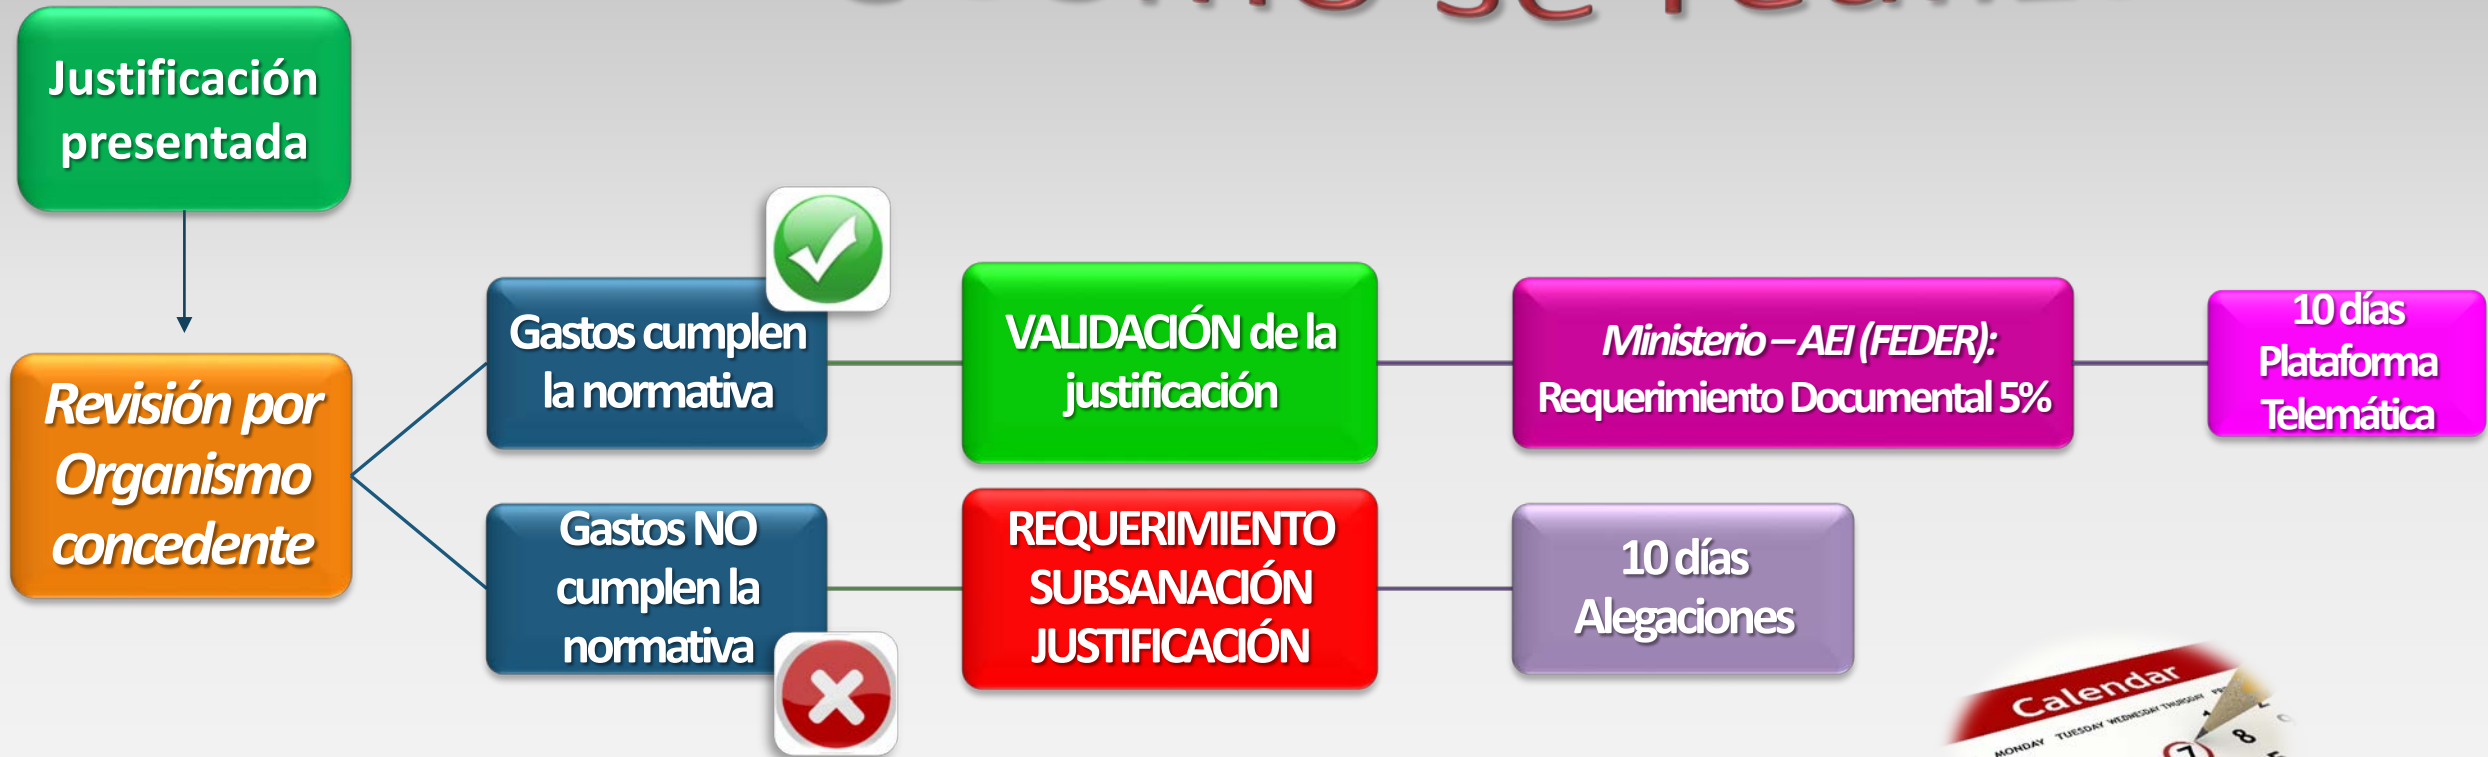 se
Justificación
presentada
Revisión por
Organismo
concedente
Gastos cumplen
la normativa
VALIDACIÓN de la
justificación
Ministerio – AEI (FEDER):
Requerimiento Documental 5%
10 días
Plataforma
Telemática
Gastos NO
cumplen la
normativa
REQUERIMIENTO
SUBSANACIÓN
JUSTIFICACIÓN
10 días
Alegaciones
Calendar
MONDAY TUESDAY WEDNESDAY THURSDAY
7 8